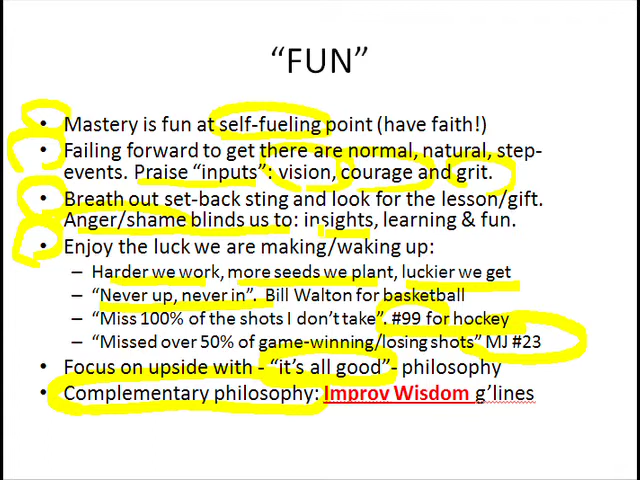 “FUN”
• Mastery is fun at self-fueling point (have faith!)
• Failing forward to get there are normal, natural, step-
events. Praise “inputs”: vision, courage and grit.
• Breath out set-back sting and look for the lesson/gift.
Anger/shame blinds us to: insights, learning & fun.
• Enjoy the luck we are making/waking up:
– Harder we work, more seeds we plant, luckier we get
– “Never up, never in”. Bill Walton for basketball
– “Miss 100% of the shots I don’t take”. #99 for hockey
– “Missed over 50% of game-winning/losing shots” MJ #23
• Focus on upside with - “it’s all good”- philosophy
• Complementary philosophy: Improv Wisdom g’lines